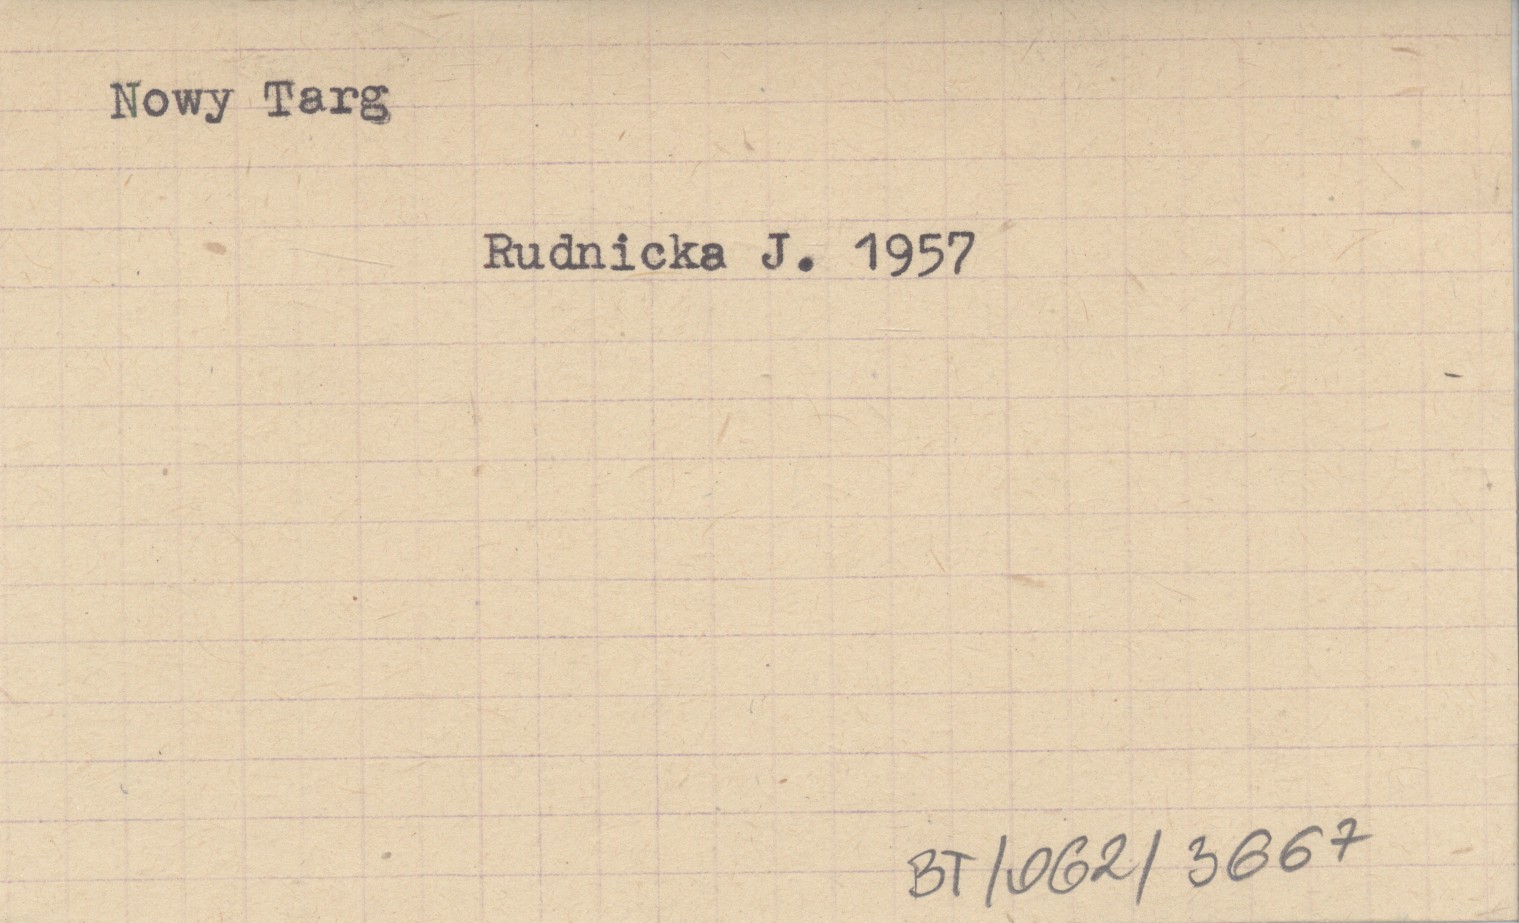 Nowy Targ
Rudnicka J. 1957
BT/062/3667